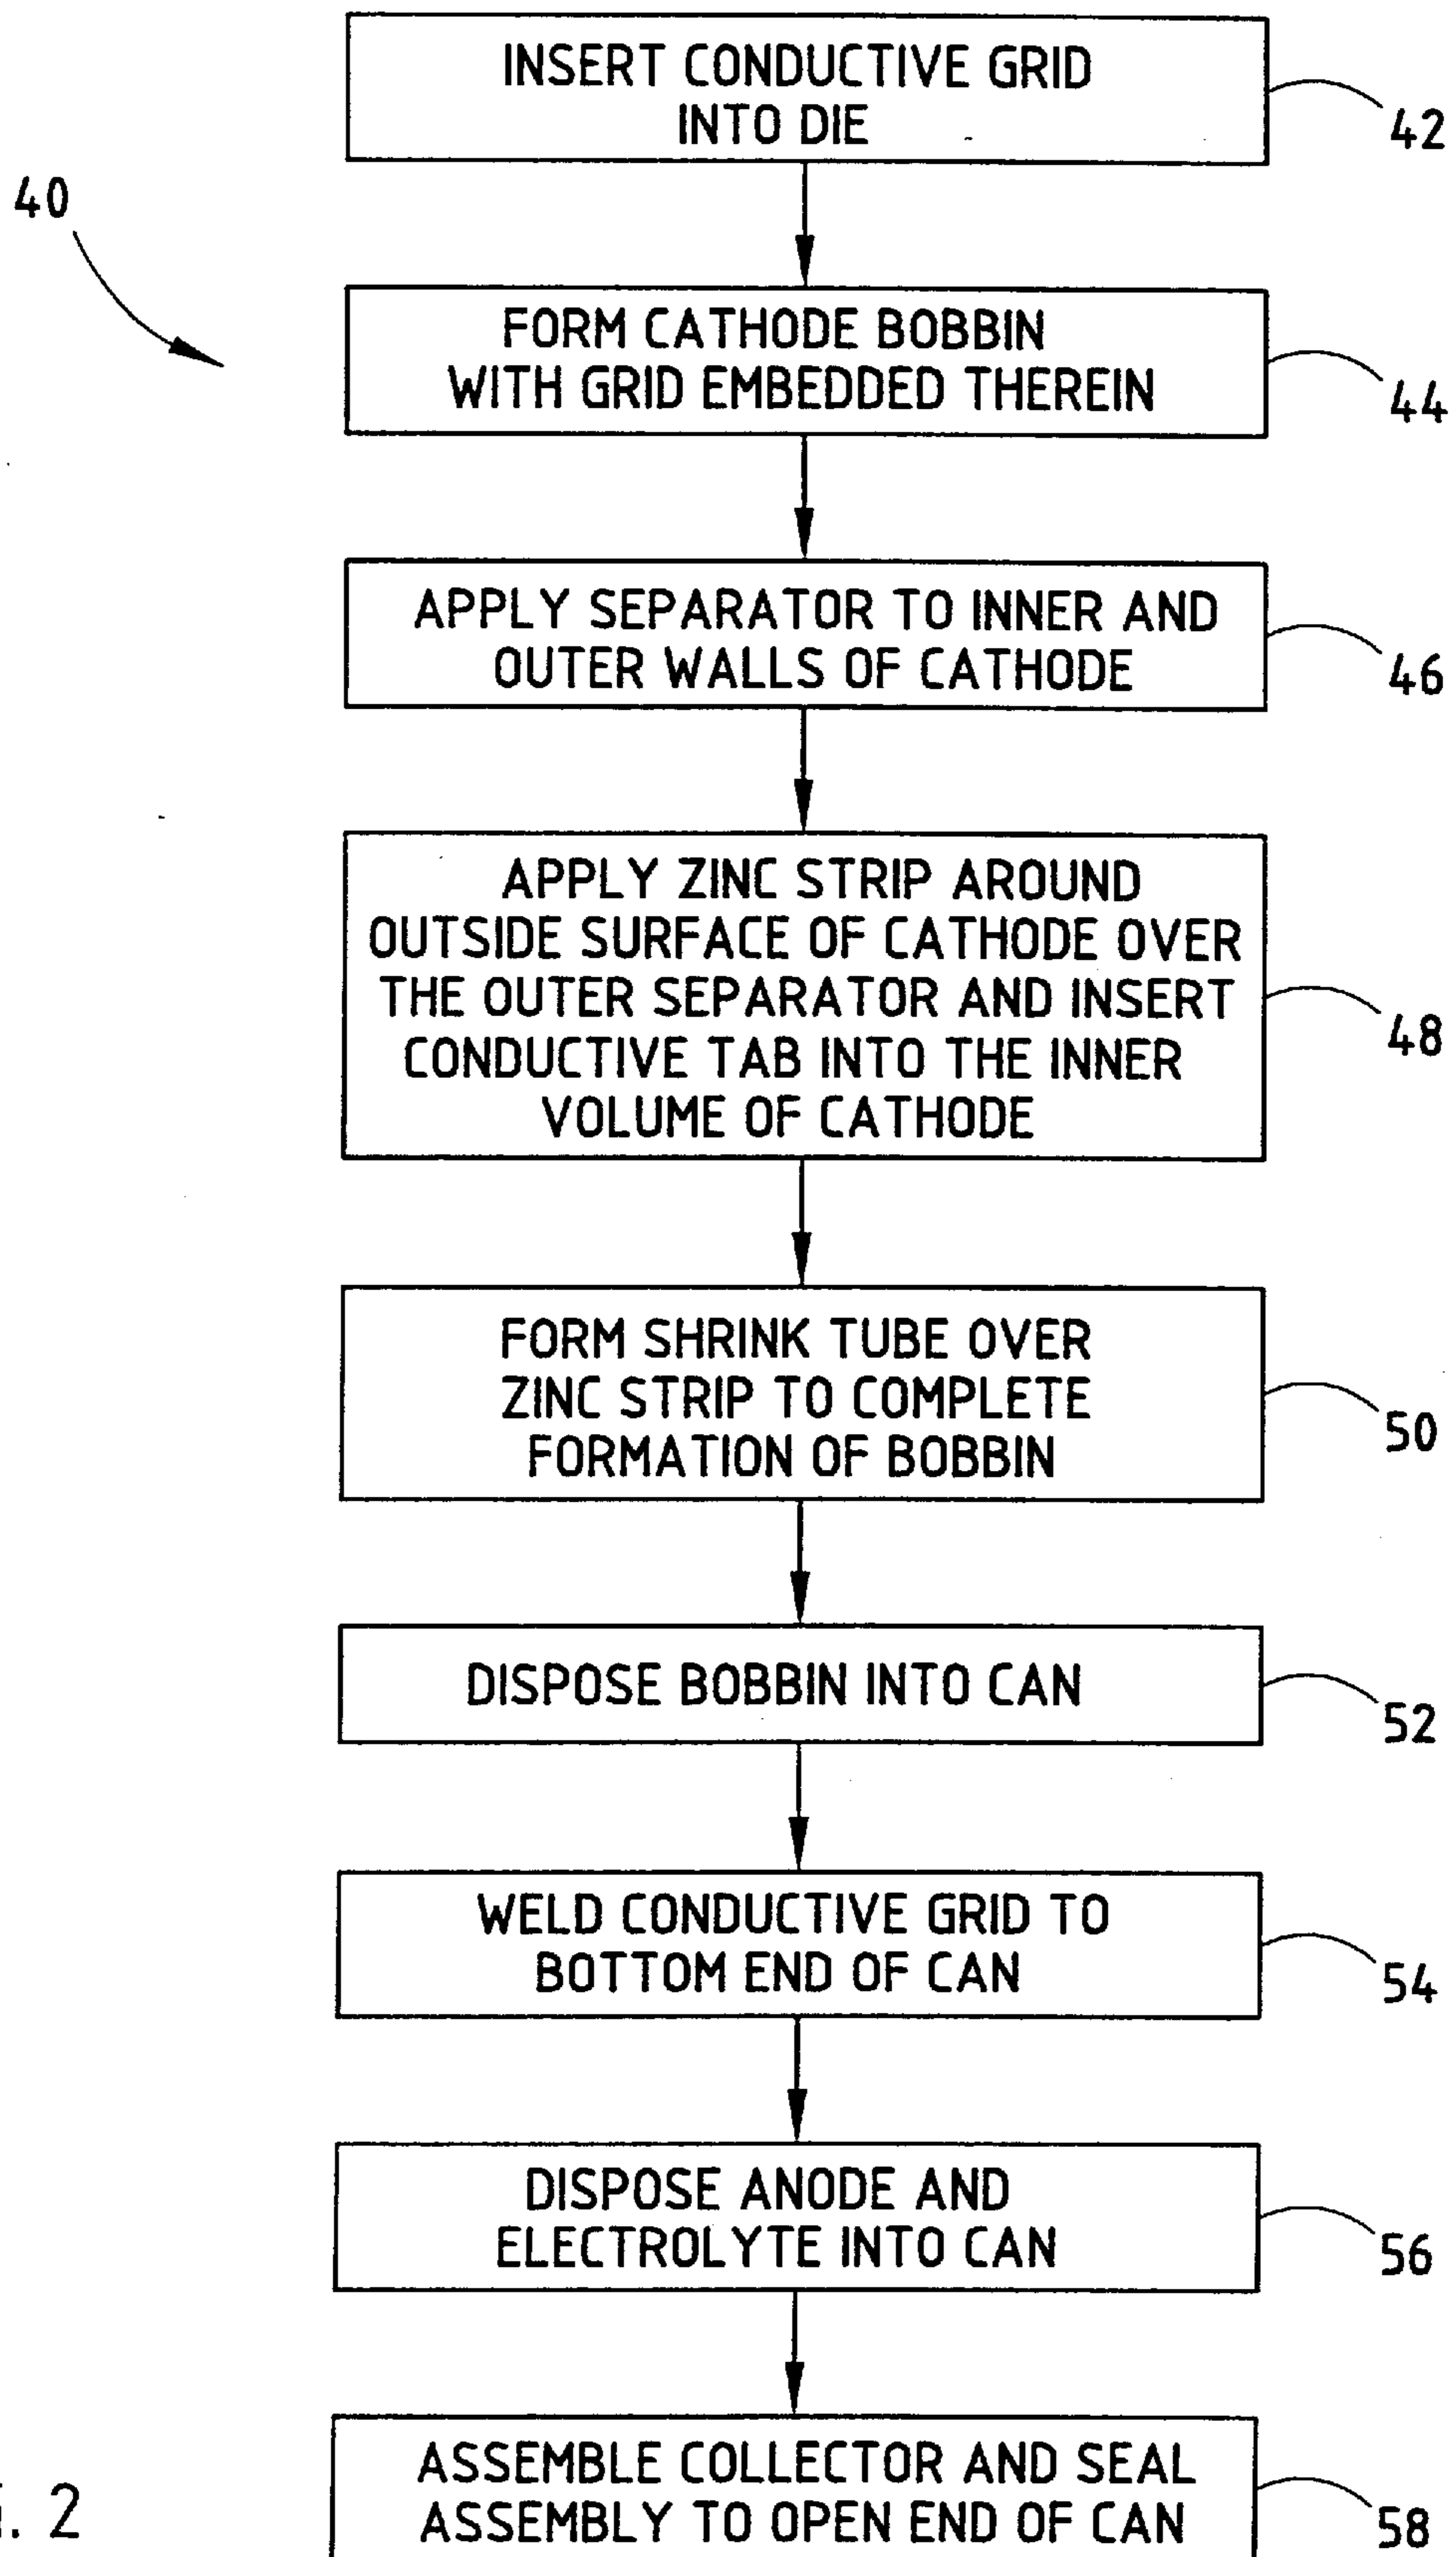 INSERT CONDUCTIVE GRID
INTO DIE
42
40
FORM CATHODE BOBBIN
WITH GRID EMBEDDED THEREIN
44
APPLY SEPARATOR TO INNER AND
OUTER WALLS OF CATHODE
46
APPLY ZINC STRIP AROUND
OUTSIDE SURFACE OF CATHODE OVER
THE OUTER SEPARATOR AND INSERT
CONDUCTIVE TAB INTO THE INNER
VOLUME OF CATHODE
48
FORM SHRINK TUBE OVER
ZINC STRIP TO COMPLETE
FORMATION OF BOBBIN
50
DISPOSE BOBBIN INTO CAN
52
WELD CONDUCTIVE GRID TO
BOTTOM END OF CAN
54
DISPOSE ANODE AND
ELECTROLYTE INTO CAN
56
ASSEMBLE COLLECTOR AND SEAL
ASSEMBLY TO OPEN END OF CAN
58
. 2